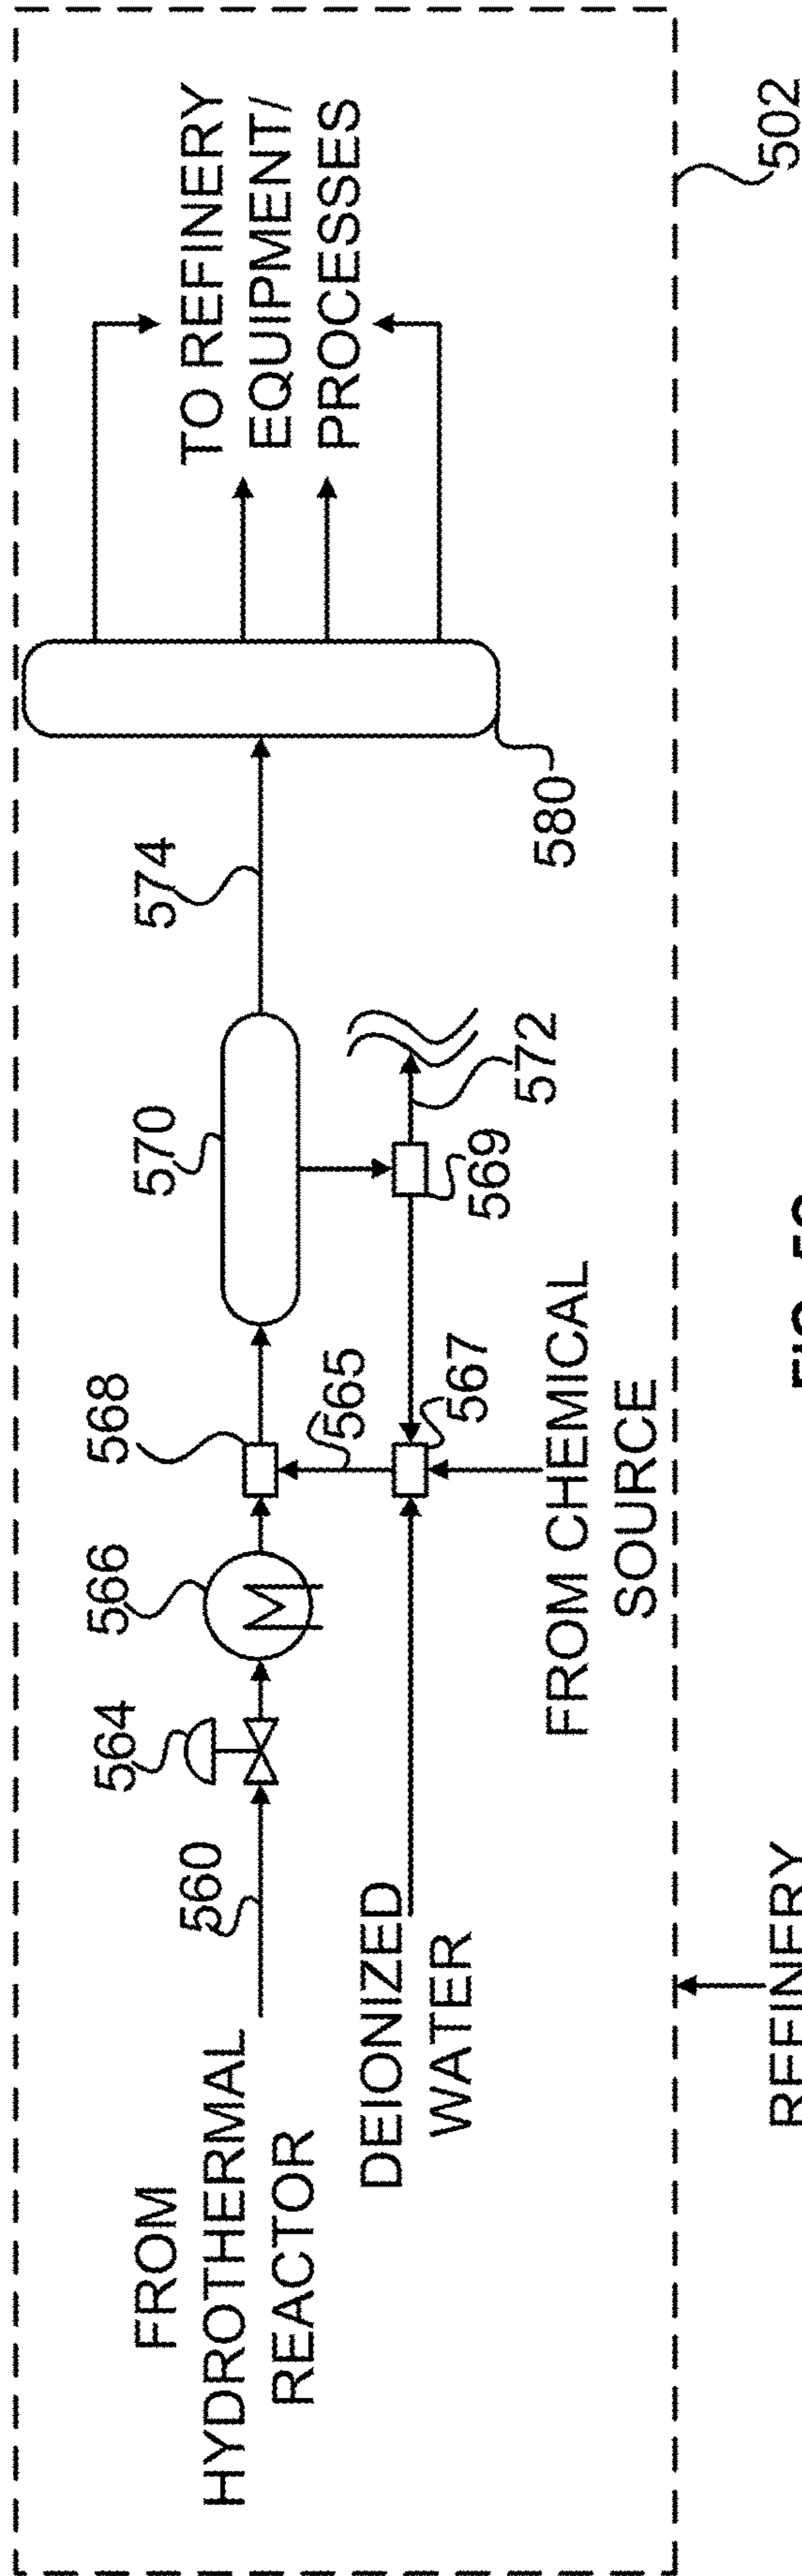 FROM
HYDROTHERMAL
REACTOR
560
564
566
568
570
574
TO REFINERY
EQUIPMENT/
PROCESSES
DEIONIZED
WATER
565
567
569
572
580
FROM CHEMICAL
SOURCE
REFINERY
502